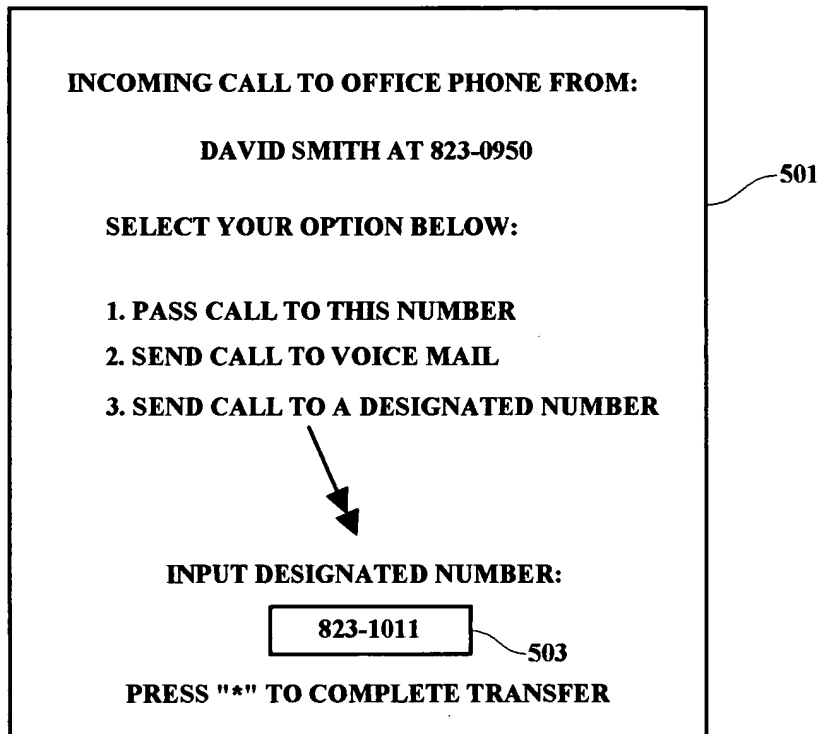 INCOMING CALL TO OFFICE PHONE FROM:
DAVID SMITH AT 823-0950
501
SELECT YOUR OPTION BELOW:
1. PASS CALL TO THIS NUMBER
2. SEND CALL TO VOICE MAIL
3. SEND CALL TO A DESIGNATED NUMBER
INPUT DESIGNATED NUMBER:
823-1011
503
PRESS "*" TO COMPLETE TRANSFER